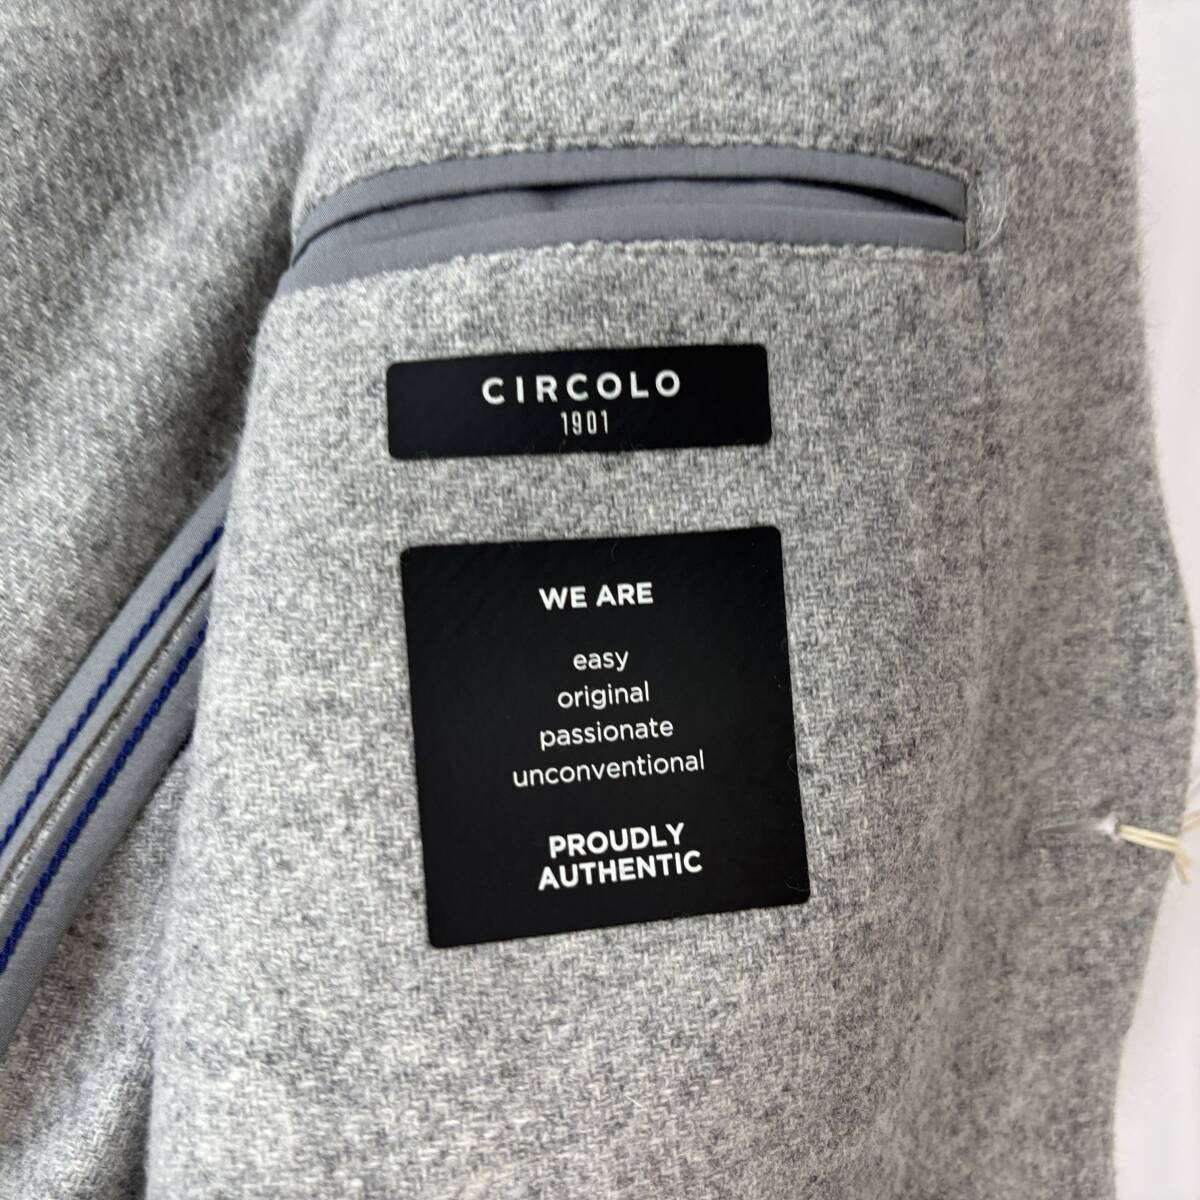 CIRCOLO
1901
WE ARE
easy
original
passionate
unconventional
PROUDLY
AUTHENTIC